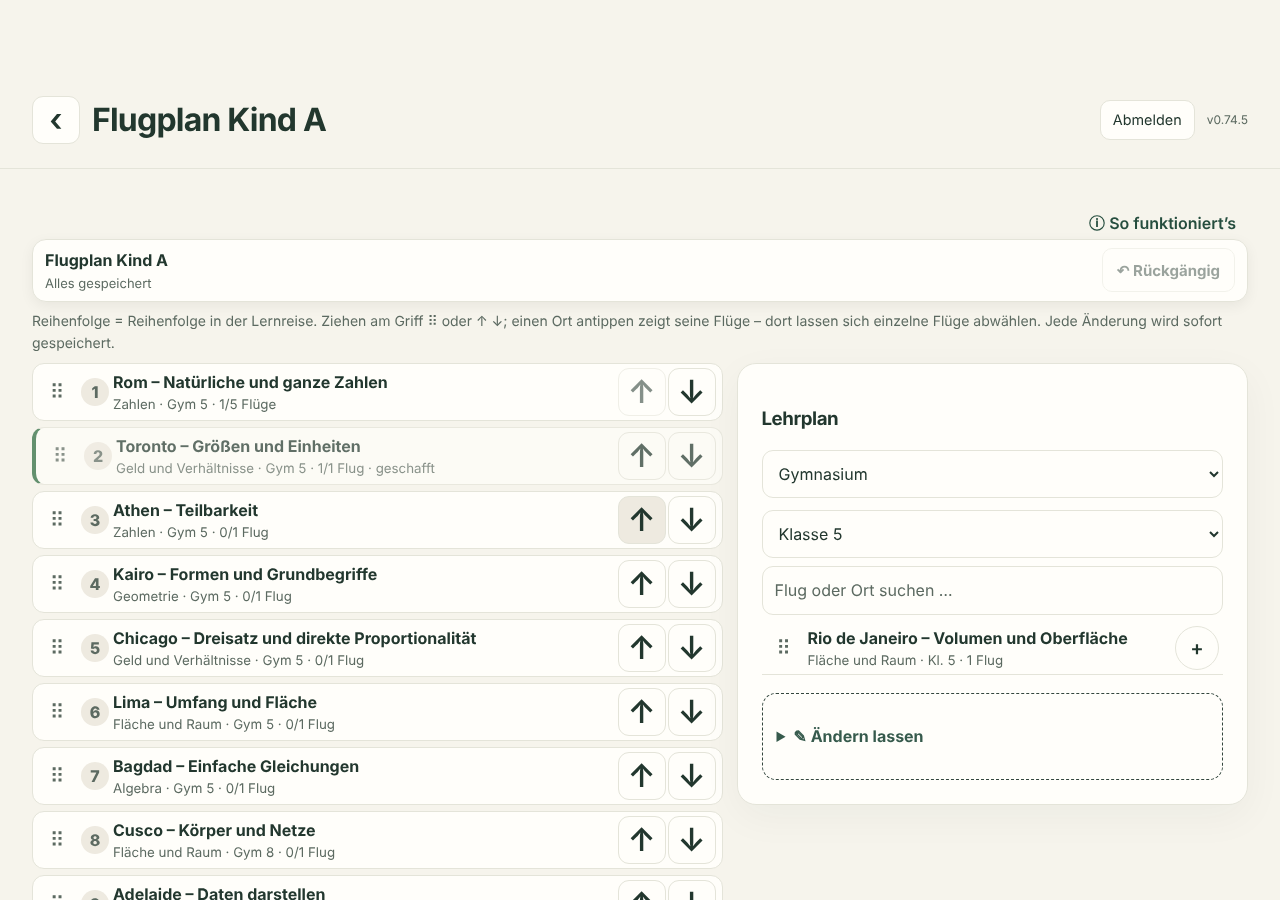 ‹ Flugplan Kind A
Abmelden v0.74.5
ⓘ So funktioniert’s
Flugplan Kind A
Alles gespeichert
↶ Rückgängig
Reihenfolge = Reihenfolge in der Lernreise. Ziehen am Griff ⠿ oder ↑ ↓; einen Ort antippen zeigt seine Flüge – dort lassen sich einzelne Flüge abwählen. Jede Änderung wird sofort
gespeichert.
⠿ 1 Rom – Natürliche und ganze Zahlen ↑ ↓
Zahlen · Gym 5 · 1/5 Flüge
⠿ 2 Toronto – Größen und Einheiten ↑ ↓
Geld und Verhältnisse · Gym 5 · 1/1 Flug · geschafft
⠿ 3 Athen – Teilbarkeit ↑ ↓
Zahlen · Gym 5 · 0/1 Flug
⠿ 4 Kairo – Formen und Grundbegriffe ↑ ↓
Geometrie · Gym 5 · 0/1 Flug
⠿ 5 Chicago – Dreisatz und direkte Proportionalität ↑ ↓
Geld und Verhältnisse · Gym 5 · 0/1 Flug
⠿ 6 Lima – Umfang und Fläche ↑ ↓
Fläche und Raum · Gym 5 · 0/1 Flug
⠿ 7 Bagdad – Einfache Gleichungen ↑ ↓
Algebra · Gym 5 · 0/1 Flug
⠿ 8 Cusco – Körper und Netze ↑ ↓
Fläche und Raum · Gym 8 · 0/1 Flug
Adelaide – Daten darstellen
Lehrplan
Gymnasium
Klasse 5
Flug oder Ort suchen …
⠿ Rio de Janeiro – Volumen und Oberfläche +
Fläche und Raum · Kl. 5 · 1 Flug
▶ ✎ Ändern lassen